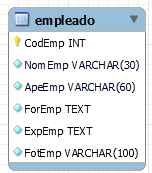 empleado
CodEmp INT
NomEmp VARCHAR(30)
ApeEmp VARCHAR(60)
ForEmp TEXT
ExpEmp TEXT
FotEmp VARCHAR(100)